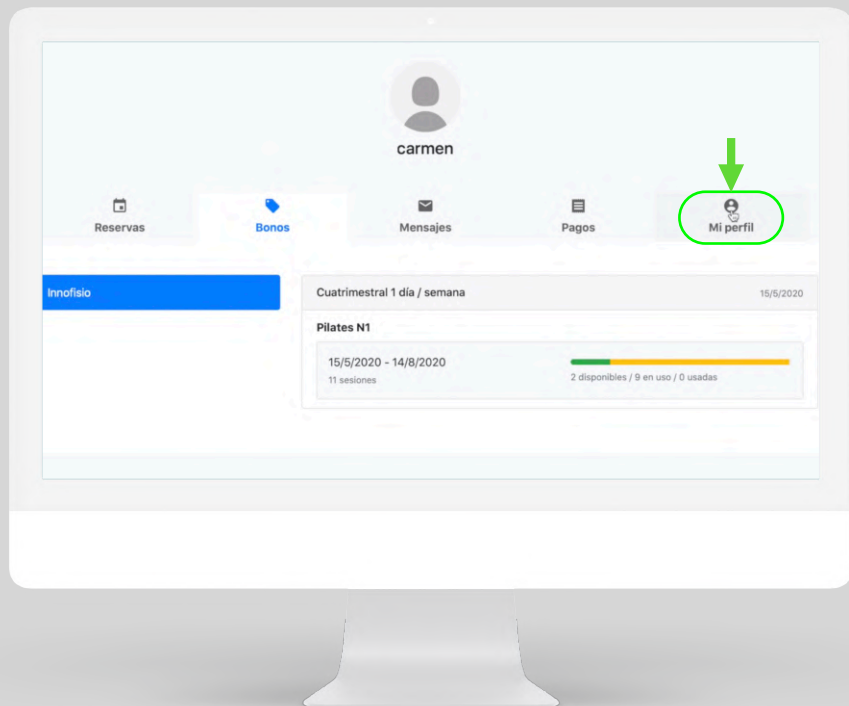 carmen
Reservas
Bonos
Mensajes
Pagos
Mi perfil
Innofisio
Cuatrimestral 1 día / semana
15/5/2020
Pilates N1
15/5/2020 - 14/8/2020
11 sesiones
2 disponibles / 9 en uso / 0 usadas